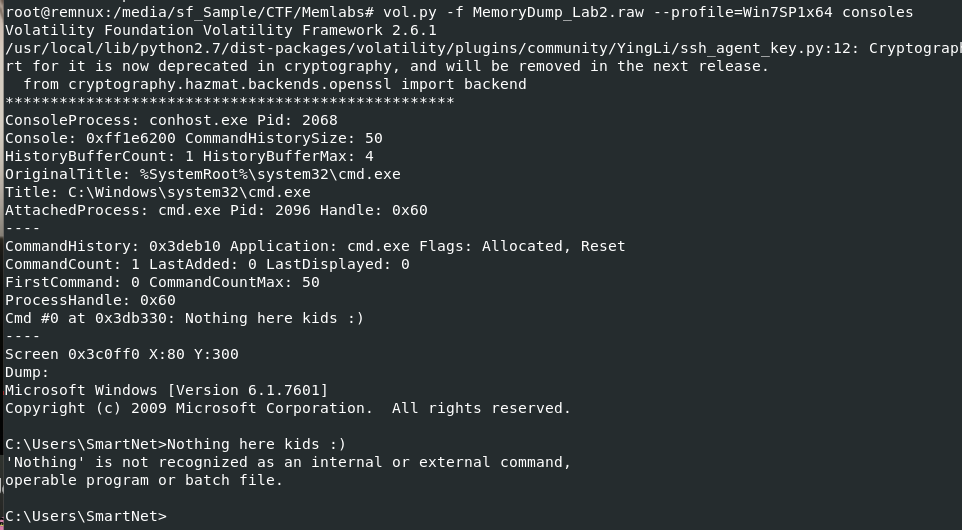 root@remnux:/media/sf_Sample/CTF/Memlabs# vol.py -f MemoryDump_Lab2.raw --profile=Win7SP1x64 consoles
Volatility Foundation Volatility Framework 2.6.1
/usr/local/lib/python2.7/dist-packages/volatility/plugins/community/YingLi/ssh_agent_key.py:12: Cryptograph
rt for it is now deprecated in cryptography, and will be removed in the next release.
  from cryptography.hazmat.backends.openssl import backend
**************************************************
ConsoleProcess: conhost.exe Pid: 2068
Console: 0xff1e6200 CommandHistorySize: 50
HistoryBufferCount: 1 HistoryBufferMax: 4
OriginalTitle: %SystemRoot%\system32\cmd.exe
Title: C:\Windows\system32\cmd.exe
AttachedProcess: cmd.exe Pid: 2096 Handle: 0x60
----
CommandHistory: 0x3deb10 Application: cmd.exe Flags: Allocated, Reset
CommandCount: 1 LastAdded: 0 LastDisplayed: 0
FirstCommand: 0 CommandCountMax: 50
ProcessHandle: 0x60
Cmd #0 at 0x3db330: Nothing here kids :)
----
Screen 0x3c0ff0 X:80 Y:300
Dump:
Microsoft Windows [Version 6.1.7601]
Copyright (c) 2009 Microsoft Corporation.  All rights reserved.

C:\Users\SmartNet>Nothing here kids :)
'Nothing' is not recognized as an internal or external command,
operable program or batch file.

C:\Users\SmartNet>